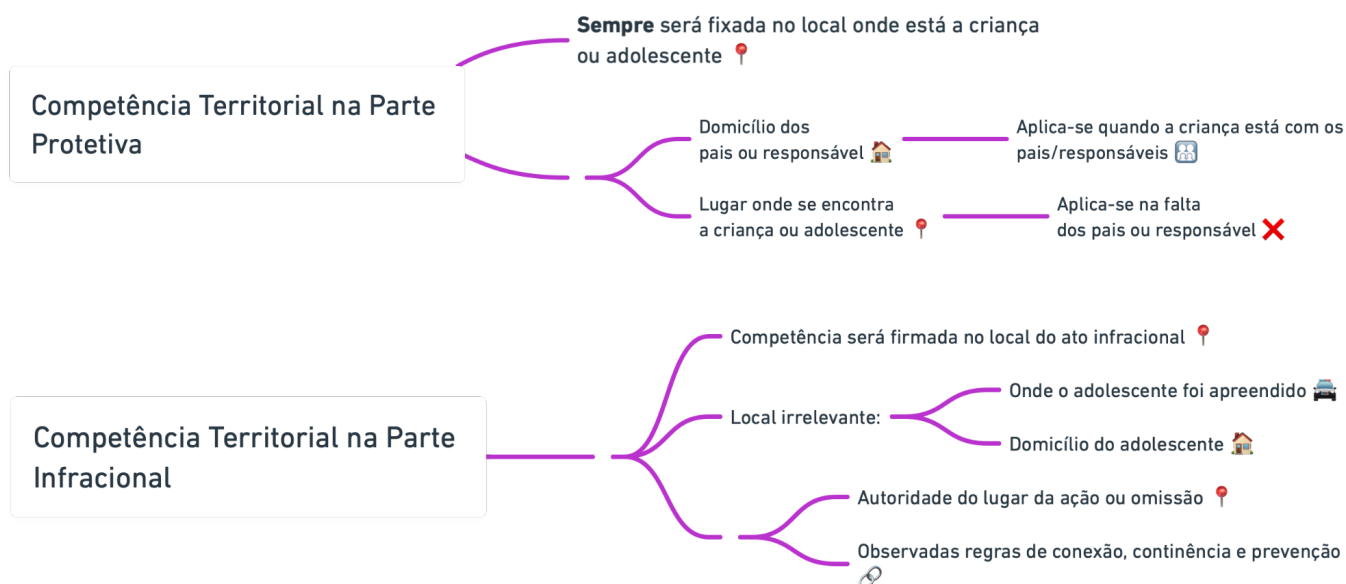 Sempre será fixada no local onde está a criança
ou adolescente 📍
Competência Territorial na Parte
Protetiva
Domicílio dos
pais ou responsável 🏠
Aplica-se quando a criança está com os
pais/responsáveis
Lugar onde se encontra
a criança ou adolescente 📍
Aplica-se na falta
dos pais ou responsável ❌
Competência Territorial na Parte
Infracional
Competência será firmada no local do ato infracional 📍
Local irrelevante:
Onde o adolescente foi apreendido 🚔
Domicílio do adolescente 🏠
Autoridade do lugar da ação ou omissão 📍
Observadas regras de conexão, continência e prevenção
🔗